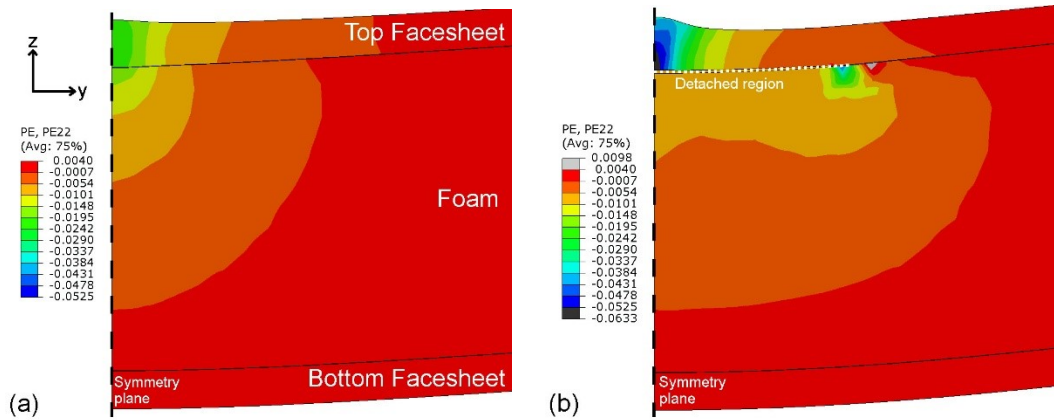 z
y
Top Facesheet
PE, PE22
(Avg: 75%)
0.0040
-0.0007
-0.0054
-0.0101
-0.0148
-0.0195
-0.0242
-0.0290
-0.0337
-0.0384
-0.0431
-0.0478
-0.0525
Foam
Symmetry
plane
Bottom Facesheet
(a)
Detached region
PE, PE22
(Avg: 75%)
0.0098
0.0040
-0.0007
-0.0054
-0.0101
-0.0148
-0.0195
-0.0242
-0.0290
-0.0337
-0.0384
-0.0431
-0.0478
-0.0525
-0.0633
Symmetry
plane
(b)